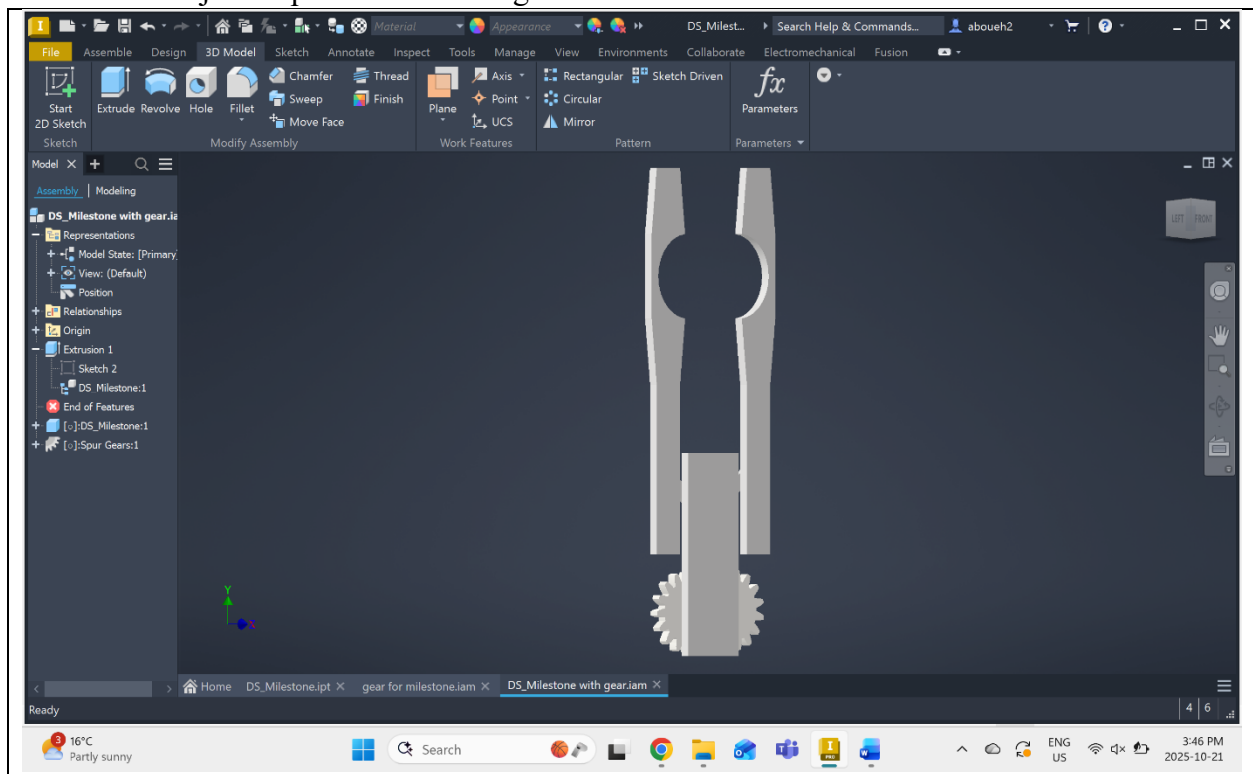 Material
Appearance
DS_Milest...
Search Help & Commands...
aboueh2
File Assemble Design 3D Model Sketch Annotate Inspect Tools Manage View Environments Collaborate Electromechanical Fusion
Start
2D Sketch
Extrude Revolve Hole Fillet
Chamfer Thread
Sweep Finish
Move Face
Plane
Axis
Point
UCS
Rectangular Sketch Driven
Circular
Mirror
fx
Parameters
Sketch Modify Assembly Work Features Pattern Parameters
Model
Assembly Modeling
DS_Milestone with gear.ia
Representations
Model State: [Primary
View: (Default)
Position
Relationships
Origin
Extrusion 1
Sketch 2
DS_Milestone:1
End of Features
[○]:DS_Milestone:1
[○]:Spur Gears:1
LEFT FRONT
Y
Home DS_Milestone.ipt gear for milestone.iam DS_Milestone with gear.iam
Ready
4 6
3
16°C
Partly sunny
Search
PRO
ENG
US
3:46 PM
2025-10-21